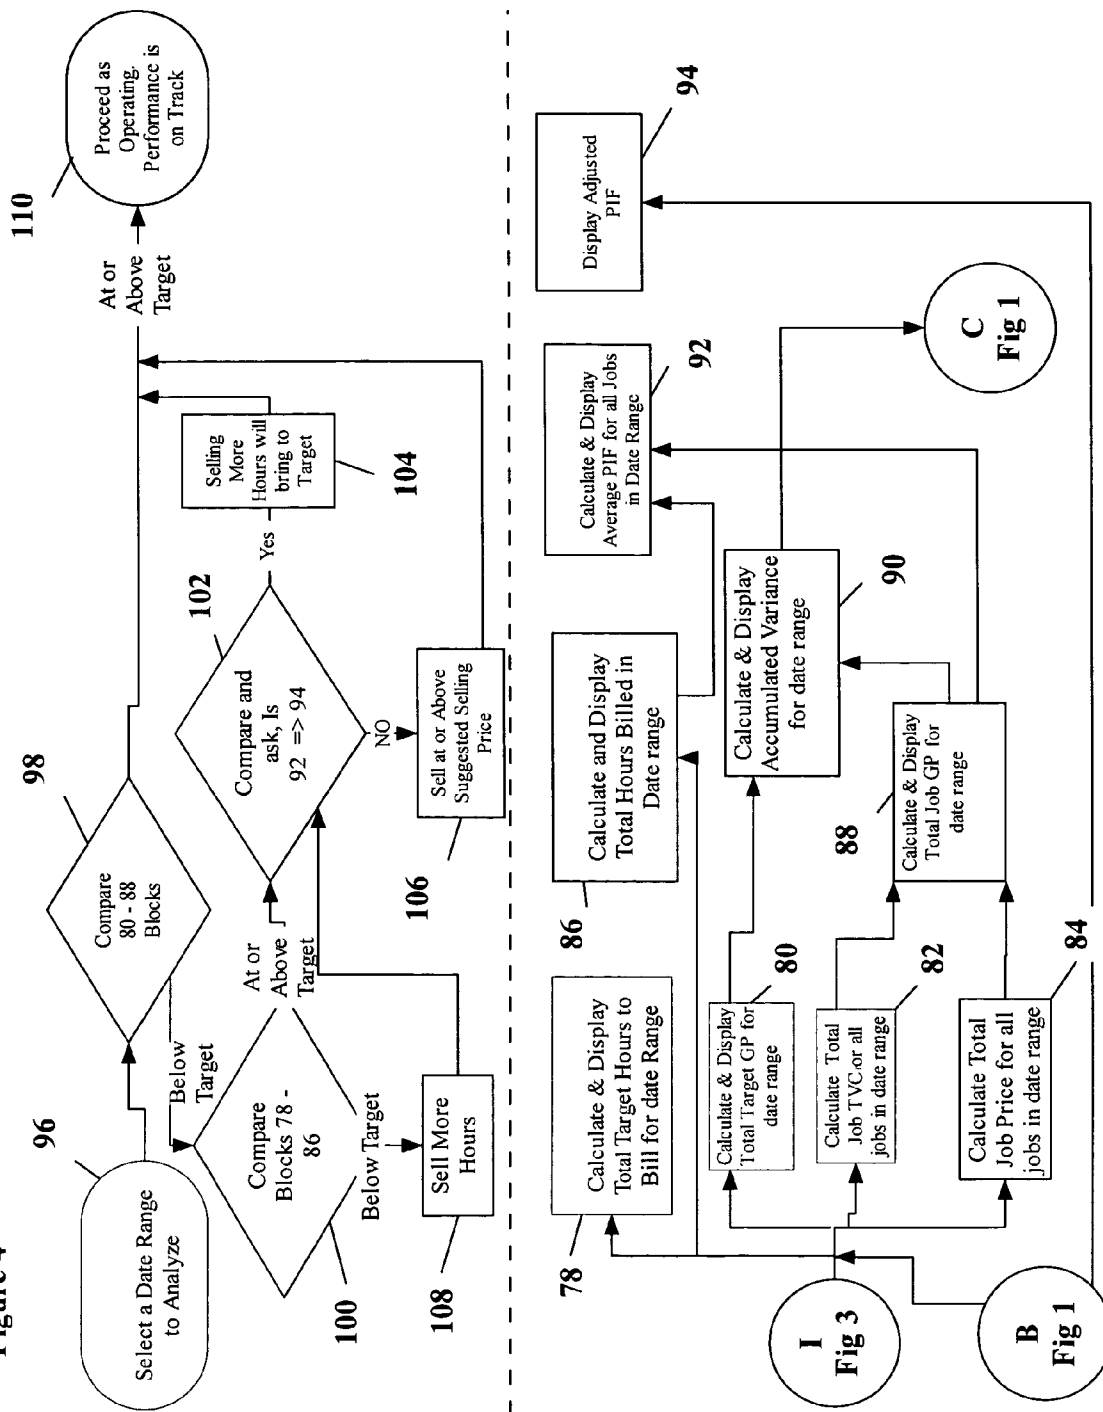 Figure 4
96
Select a Date Range
to Analyze
98
Compare
80 - 88
Blocks
Below
Target
At or
Above
Target
110
Proceed as
Operating.
Performance is
on Track
100
Compare
Blocks 78 -
86
At or
Above
Target
Below Target
108
Sell More
Hours
102
Compare and
ask, Is
92 => 94
Yes
NO
104
Selling
More
Hours will
bring to
Target
106
Sell at or Above
Suggested Selling
Price
78
Calculate & Display
Total Target Hours to
Bill for date Range
86
Calculate and Display
Total Hours Billed in
Date range
92
Calculate & Display
Average PIF for all Jobs
in Date Range
94
Display Adjusted
PIF
80
Calculate & Display
Total Target GP for
date range
90
Calculate & Display
Accumulated Variance
for date range
82
Calculate Total
Job TVC or all
jobs in date range
88
Calculate & Display
Total Job GP for
date range
84
Calculate Total
Job Price for all
jobs in date range
I
Fig 3
B
Fig 1
C
Fig 1